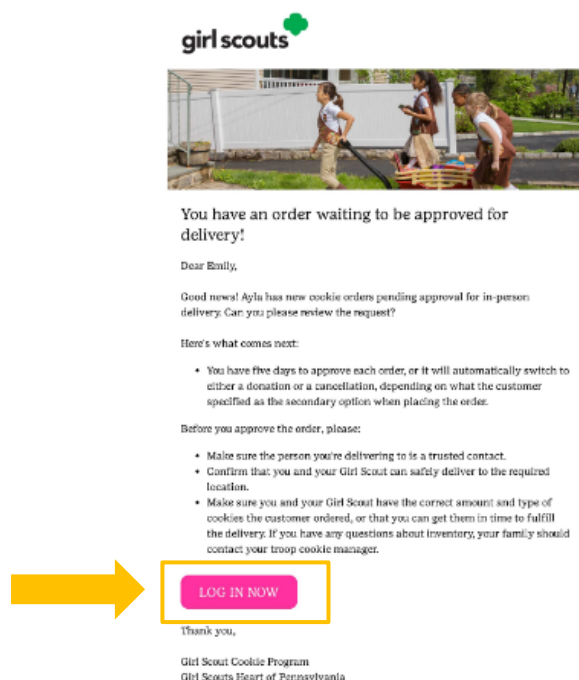 girl scouts
You have an order waiting to be approved for
delivery!
Dear Emily,
Good news! Ayla has new cookie orders pending approval for in-person
delivery. Can you please review the request?
Here's what comes next:
• You have five days to approve each order, or it will automatically switch to
either a donation or a cancellation, depending on what the customer
specified as the secondary option when placing the order.
Before you approve the order, please:
• Make sure the person you're delivering to is a trusted contact.
• Confirm that you and your Girl Scout can safely deliver to the required
location.
• Make sure you and your Girl Scout have the correct amount and type of
cookies the customer ordered, or that you can get them in time to fulfill
the delivery. If you have any questions about inventory, your family should
contact your troop cookie manager.
LOG IN NOW
Thank you,
Girl Scout Cookie Program
Girl Scouts Heart of Pennsylvania